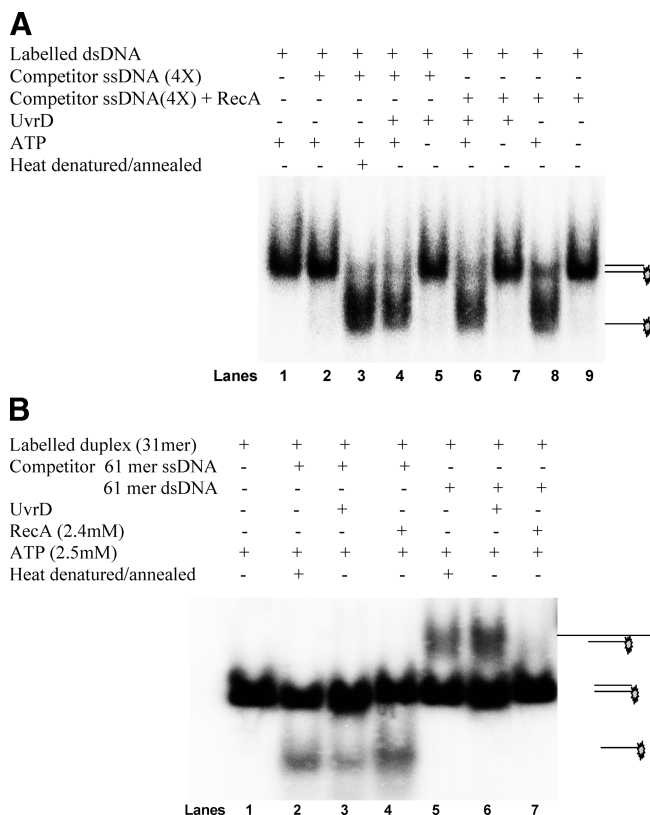 A
Labelled dsDNA + + + + + + + + +
Competitor ssDNA (4X) - + + + + - - - -
Competitor ssDNA(4X) + RecA - - - - - + + + +
UvrD - - - + + + + - -
ATP + + + + - + - + -
Heat denatured/annealed - - + - - - - - -
Lanes 1 2 3 4 5 6 7 8 9
B
Labelled duplex (31mer) + + + + + + +
Competitor 61 mer ssDNA - + + + - - -
61 mer dsDNA - - - - + + +
UvrD - - + - - + -
RecA (2.4mM) - - - + - - +
ATP (2.5mM) + + + + + + +
Heat denatured/annealed - + - - + - -
Lanes 1 2 3 4 5 6 7